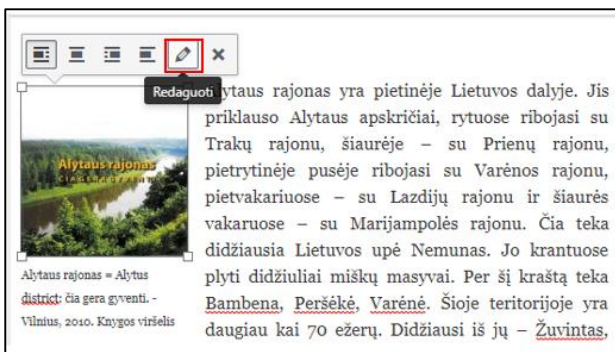 Redaguoti
Alytaus rajonas
ČIA GERA GYVENTI
Alytaus rajonas = Alytus
district: čia gera gyventi. -
Vilnius, 2010. Knygos viršelis
lytaus rajonas yra pietinėje Lietuvos dalyje. Jis
priklauso Alytaus apskričiai, rytuose ribojasi su
Trakų rajonu, šiaurėje – su Prienų rajonu,
pietrytinėje pusėje ribojasi su Varėnos rajonu,
pietvakariuose – su Lazdijų rajonu ir šiaurės
vakaruose – su Marijampolės rajonu. Čia teka
didžiausia Lietuvos upė Nemunas. Jo krantuose
plyti didžiuliai miškų masyvai. Per šį kraštą teka
Bambena, Peršėkė, Varėnė. Šioje teritorijoje yra
daugiau kai 70 ežerų. Didžiausi iš jų – Žuvintas,